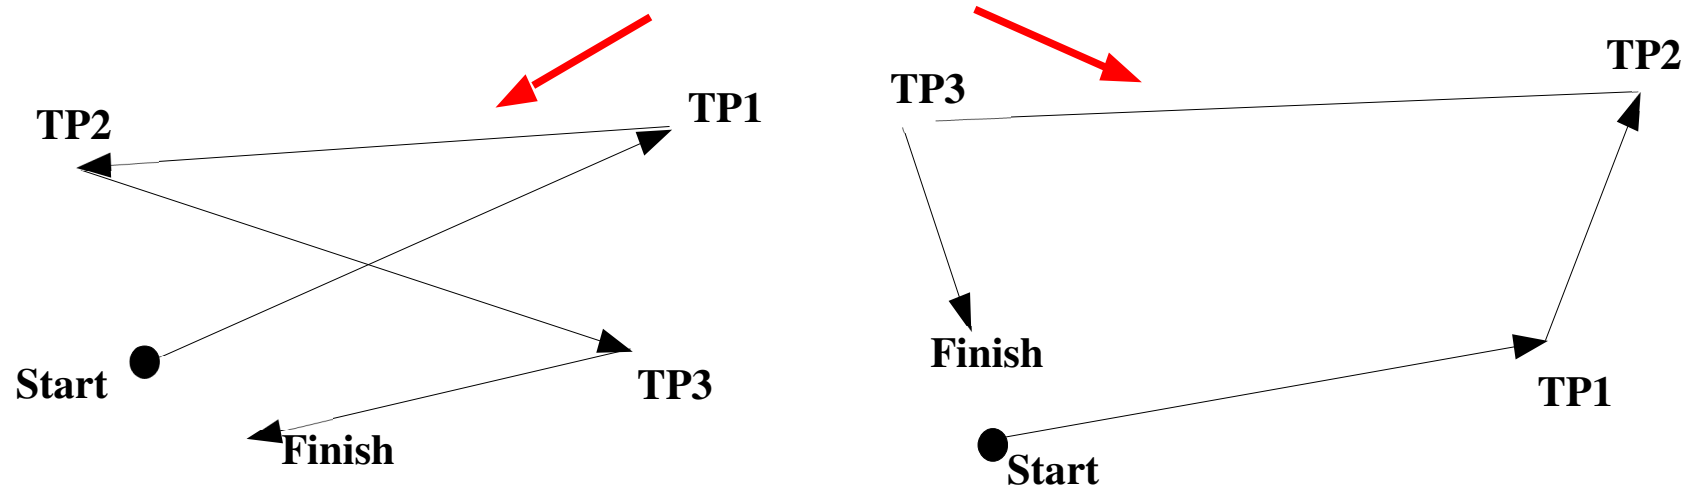 TP2
TP1
Start
TP3
Finish
TP3
TP2
Finish
TP1
Start